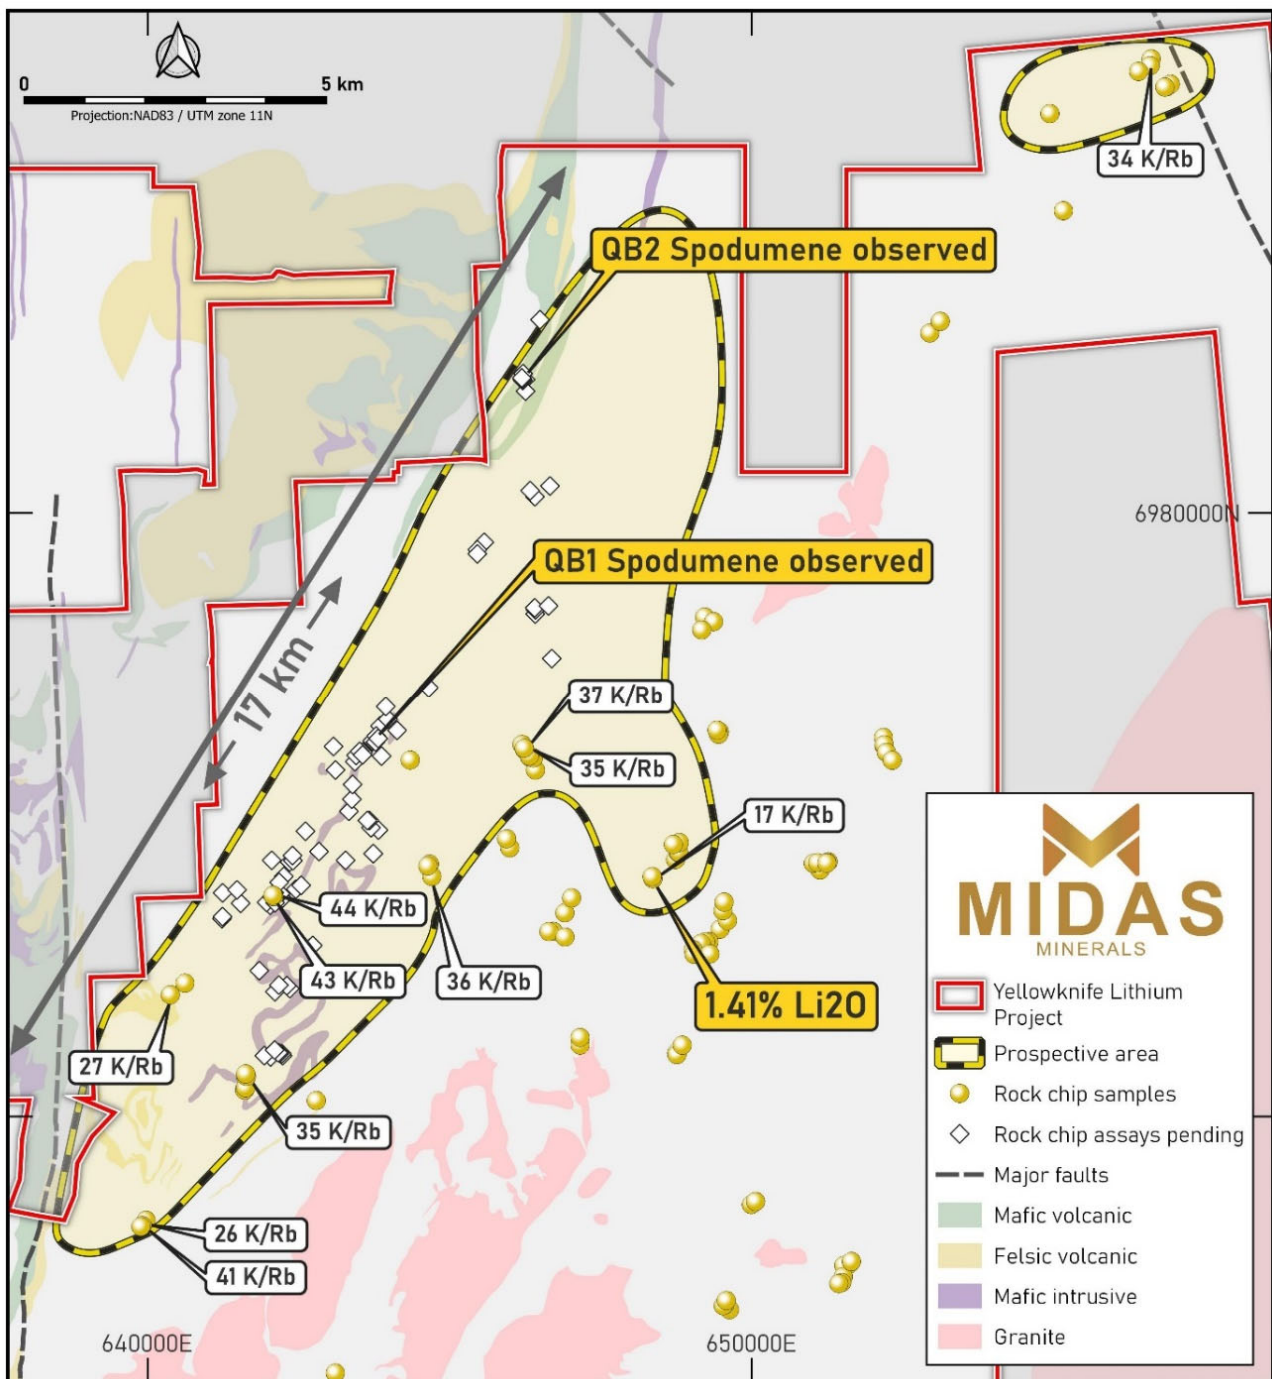 0
5 km
Projection:NAD83 / UTM zone 11N
34 K/Rb
QB2 Spodumene observed
6980000N
QB1 Spodumene observed
17 km
37 K/Rb
35 K/Rb
17 K/Rb
44 K/Rb
43 K/Rb
36 K/Rb
1.41% Li2O
27 K/Rb
35 K/Rb
26 K/Rb
41 K/Rb
640000E
650000E
MIDAS
MINERALS
Yellowknife Lithium
Project
Prospective area
Rock chip samples
Rock chip assays pending
Major faults
Mafic volcanic
Felsic volcanic
Mafic intrusive
Granite